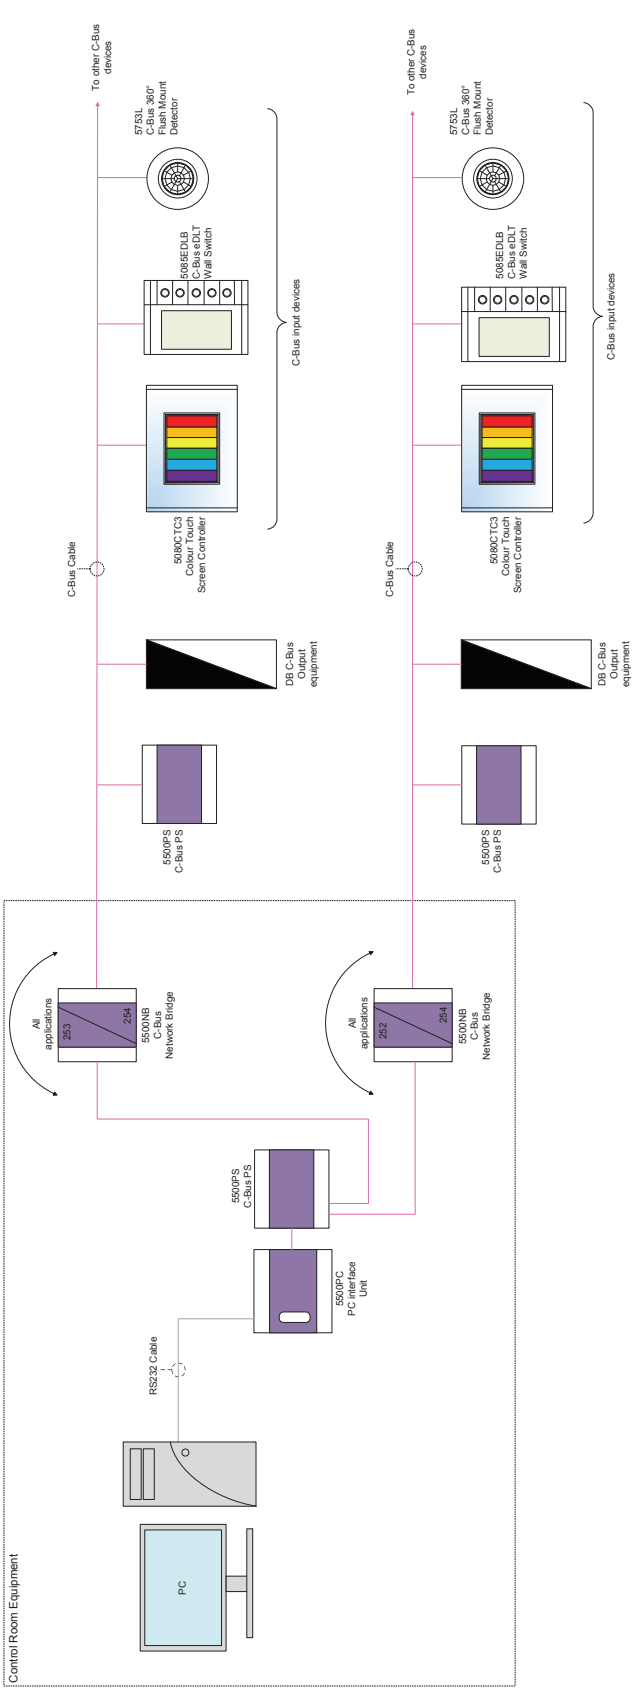 Control Room Equipment
PC
RS232 Cable
5500PC
PC interface
Unit
5500PS
C-Bus PS
All
applications
253
254
5500NB
C-Bus
Network Bridge
5500PS
C-Bus PS
DB C-Bus
Output
equipment
C-Bus Cable
5080CTC3
Colour Touch
Screen Controller
5085EDLB
C-Bus eDLT
Wall Switch
5753L
C-Bus 360°
Flush Mount
Detector
C-Bus input devices
To other C-Bus
devices
All
applications
252
254
5500NB
C-Bus
Network Bridge
5500PS
C-Bus PS
DB C-Bus
Output
equipment
C-Bus Cable
5080CTC3
Colour Touch
Screen Controller
5085EDLB
C-Bus eDLT
Wall Switch
5753L
C-Bus 360°
Flush Mount
Detector
C-Bus input devices
To other C-Bus
devices